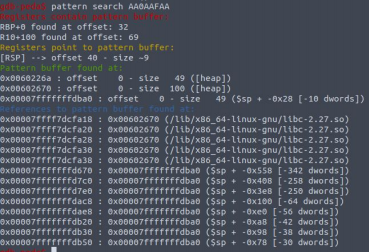 gdb-peda$ pattern search AA0AAFAA
Registers contain pattern buffer:
RBP+0 found at offset: 32
R10+100 found at offset: 69
Registers point to pattern buffer:
[RSP] --> offset 40 - size ~9
Pattern buffer found at:
0x0060226a : offset 0 - size 49 ([heap])
0x00602670 : offset 0 - size 100 ([heap])
0x00007fffffffdba0 : offset 0 - size 49 ($sp + -0x28 [-10 dwords])
References to pattern buffer found at:
0x00007ffff7dcfa18 : 0x00602670 (/lib/x86_64-linux-gnu/libc-2.27.so)
0x00007ffff7dcfa20 : 0x00602670 (/lib/x86_64-linux-gnu/libc-2.27.so)
0x00007ffff7dcfa28 : 0x00602670 (/lib/x86_64-linux-gnu/libc-2.27.so)
0x00007ffff7dcfa30 : 0x00602670 (/lib/x86_64-linux-gnu/libc-2.27.so)
0x00007ffff7dcfa38 : 0x00602670 (/lib/x86_64-linux-gnu/libc-2.27.so)
0x00007fffffffd670 : 0x00007fffffffdba0 ($sp + -0x558 [-342 dwords])
0x00007fffffffd7c0 : 0x00007fffffffdba0 ($sp + -0x408 [-258 dwords])
0x00007fffffffd7e0 : 0x00007fffffffdba0 ($sp + -0x3e8 [-250 dwords])
0x00007fffffffdac8 : 0x00007fffffffdba0 ($sp + -0x100 [-64 dwords])
0x00007fffffffdae8 : 0x00007fffffffdba0 ($sp + -0xe0 [-56 dwords])
0x00007fffffffdb20 : 0x00007fffffffdba0 ($sp + -0xa8 [-42 dwords])
0x00007fffffffdb30 : 0x00007fffffffdba0 ($sp + -0x98 [-38 dwords])
0x00007fffffffdb50 : 0x00007fffffffdba0 ($sp + -0x78 [-30 dwords])